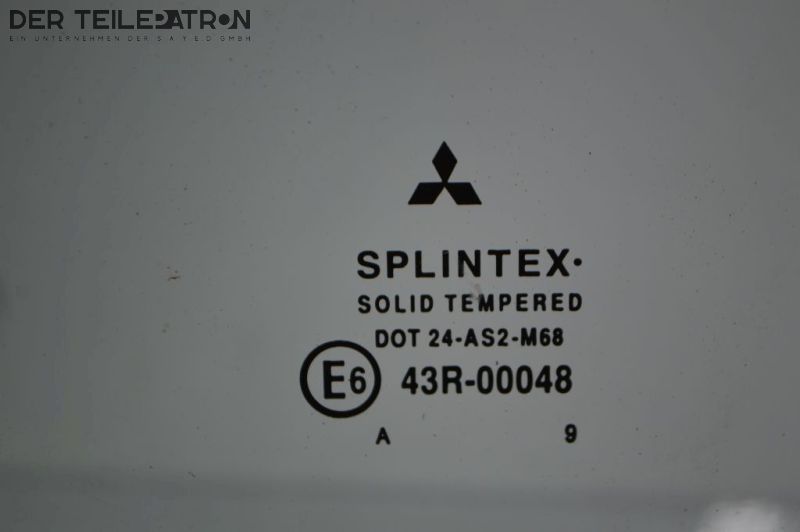 DER TEILEPATRON
EIN UNTERNEHMEN DER S A Y E D GMBH
SPLINTEX·
SOLID TEMPERED
DOT 24-AS2-M68
E6 43R-00048
A 9